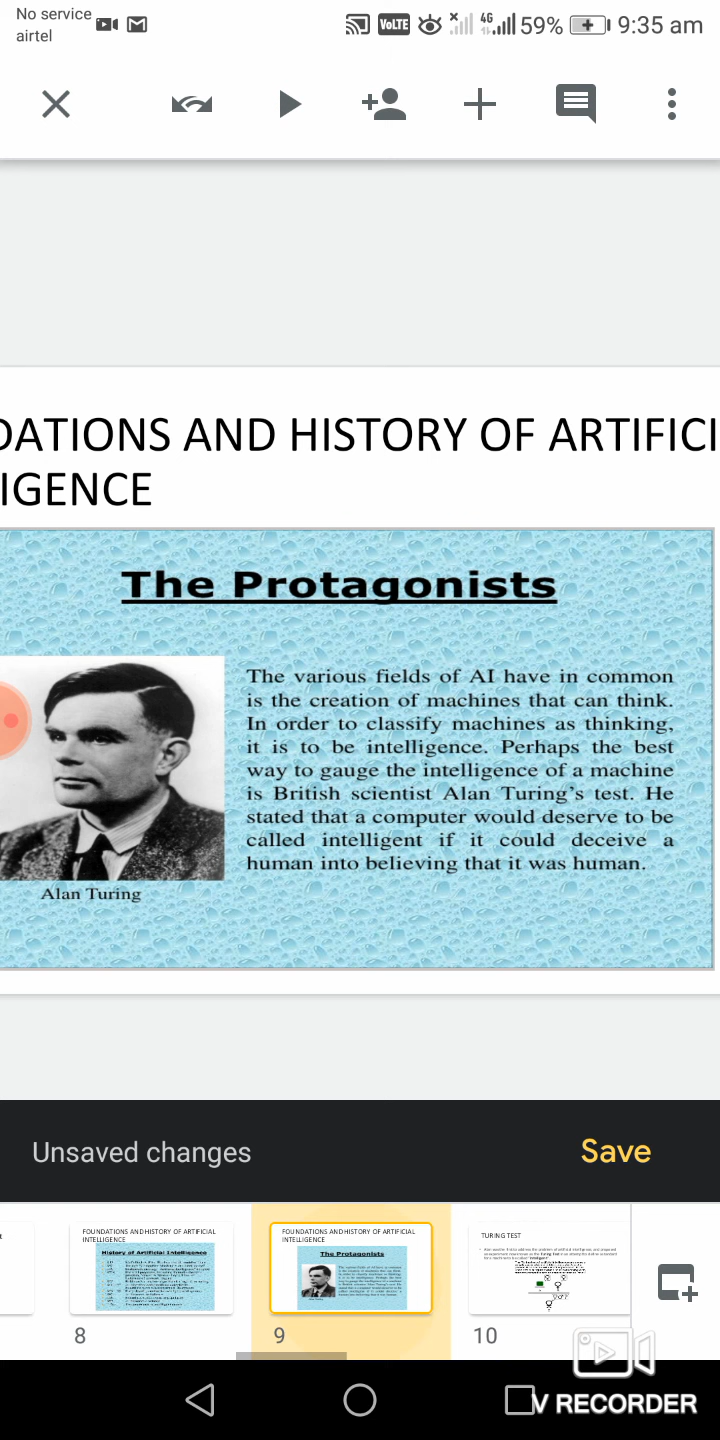 No service
airtel
VoLTE
4G
59%
9:35 am
DATIONS AND HISTORY OF ARTIFICI
IGENCE
The Protagonists
The various fields of AI have in common
is the creation of machines that can think.
In order to classify machines as thinking,
it is to be intelligence. Perhaps the best
way to gauge the intelligence of a machine
is British scientist Alan Turing's test. He
stated that a computer would deserve to be
called intelligent if it could deceive a
human into believing that it was human.
Alan Turing
Unsaved changes
Save
FOUNDATIONS AND HISTORY OF ARTIFICIAL
INTELLIGENCE
History of Artificial Intelligence
8
FOUNDATIONS AND HISTORY OF ARTIFICIAL
INTELLIGENCE
The Protagonists
9
TURING TEST
10
V RECORDER